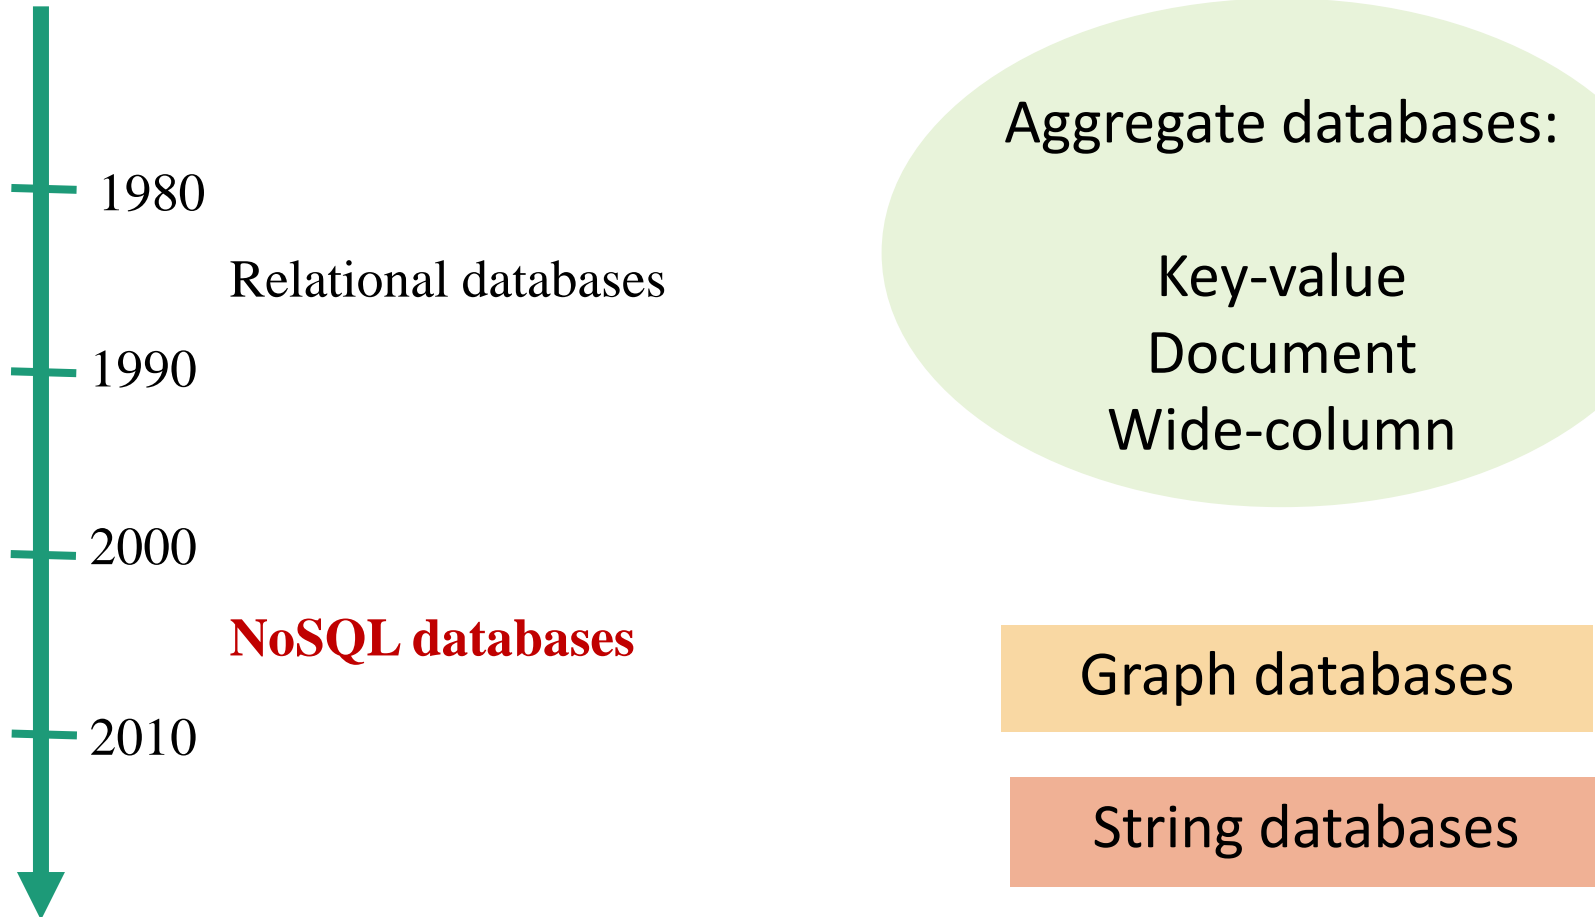 1980
Relational databases
1990
2000
NoSQL databases
2010
Aggregate databases:
Key-value
Document
Wide-column
Graph databases
String databases